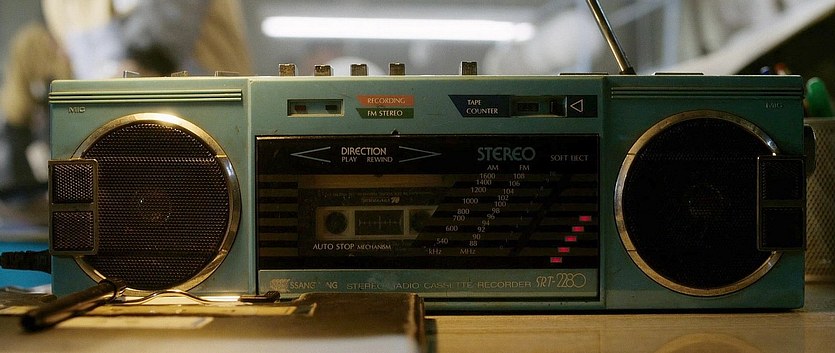 MIC
RECORDING
FM STEREO
TAPE
COUNTER
MIC
DIRECTION
PLAY REWIND
STEREO
SOFT EJECT
AM FM
1600 108
1400 106
1200 104
1000 102
800 100
700 96
600 94
540 92
90
88
kHz MHz
AUTO STOP MECHANISM
STEREO RADIO CASSETTE RECORDER SRT-2280